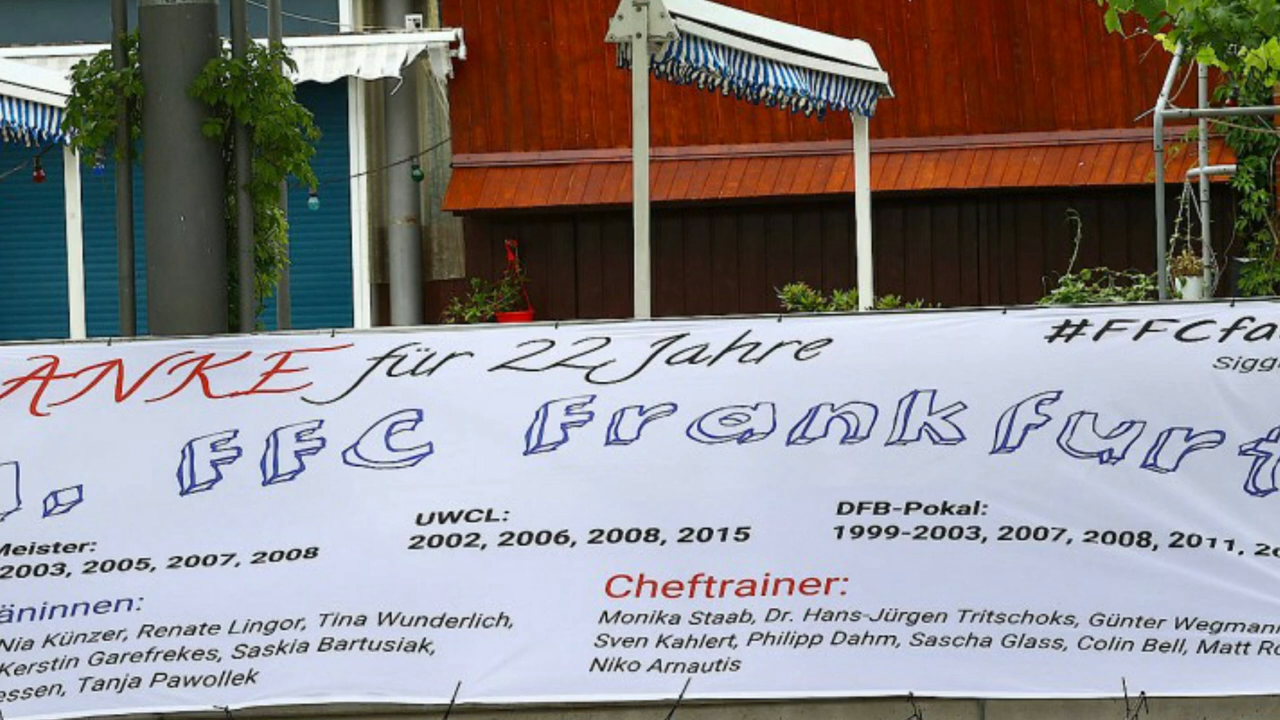 ANKE für 22 Jahre
#FFCfa
Sigg
1. FFC Frankfurt
Meister:
2003, 2005, 2007, 2008
UWCL:
2002, 2006, 2008, 2015
DFB-Pokal:
1999-2003, 2007, 2008, 2011, 20
äninnen:
Nia Künzer, Renate Lingor, Tina Wunderlich,
Kerstin Garefrekes, Saskia Bartusiak,
essen, Tanja Pawollek
Cheftrainer:
Monika Staab, Dr. Hans-Jürgen Tritschoks, Günter Wegmann
Sven Kahlert, Philipp Dahm, Sascha Glass, Colin Bell, Matt Ro
Niko Arnautis